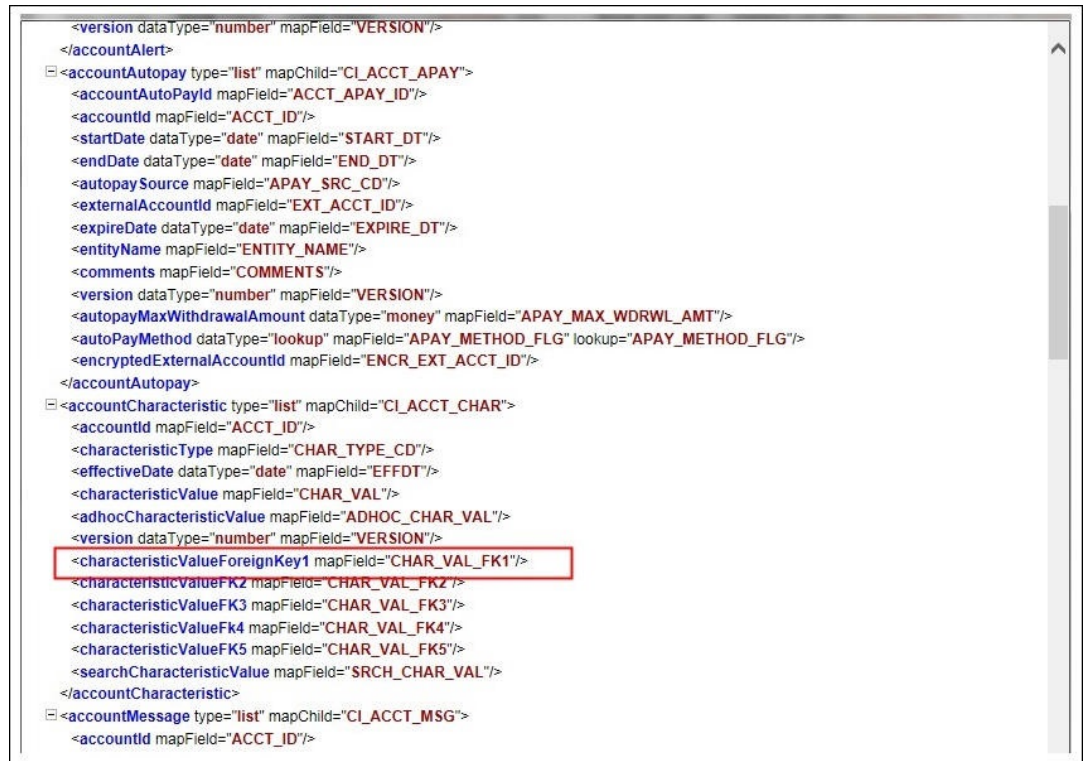 <version dataType="number" mapField="VERSION"/>
</accountAlert>
<accountAutopay type="list" mapChild="CI_ACCT_APAY">
<accountAutoPayId mapField="ACCT_APAY_ID"/>
<accountId mapField="ACCT_ID"/>
<startDate dataType="date" mapField="START_DT"/>
<endDate dataType="date" mapField="END_DT"/>
<autopaySource mapField="APAY_SRC_CD"/>
<externalAccountId mapField="EXT_ACCT_ID"/>
<expireDate dataType="date" mapField="EXPIRE_DT"/>
<entityName mapField="ENTITY_NAME"/>
<comments mapField="COMMENTS"/>
<version dataType="number" mapField="VERSION"/>
<autopayMaxWithdrawalAmount dataType="money" mapField="APAY_MAX_WDRWL_AMT"/>
<autoPayMethod dataType="lookup" mapField="APAY_METHOD_FLG" lookup="APAY_METHOD_FLG"/>
<encryptedExternalAccountId mapField="ENCR_EXT_ACCT_ID"/>
</accountAutopay>
<accountCharacteristic type="list" mapChild="CI_ACCT_CHAR">
<accountId mapField="ACCT_ID"/>
<characteristicType mapField="CHAR_TYPE_CD"/>
<effectiveDate dataType="date" mapField="EFFDT"/>
<characteristicValue mapField="CHAR_VAL"/>
<adhocCharacteristicValue mapField="ADHOC_CHAR_VAL"/>
<version dataType="number" mapField="VERSION"/>
<characteristicValueForeignKey1 mapField="CHAR_VAL_FK1"/>
<characteristicValueFK2 mapField="CHAR_VAL_FK2"/>
<characteristicValueFK3 mapField="CHAR_VAL_FK3"/>
<characteristicValueFk4 mapField="CHAR_VAL_FK4"/>
<characteristicValueFK5 mapField="CHAR_VAL_FK5"/>
<searchCharacteristicValue mapField="SRCH_CHAR_VAL"/>
</accountCharacteristic>
<accountMessage type="list" mapChild="CI_ACCT_MSG">
<accountId mapField="ACCT_ID"/>